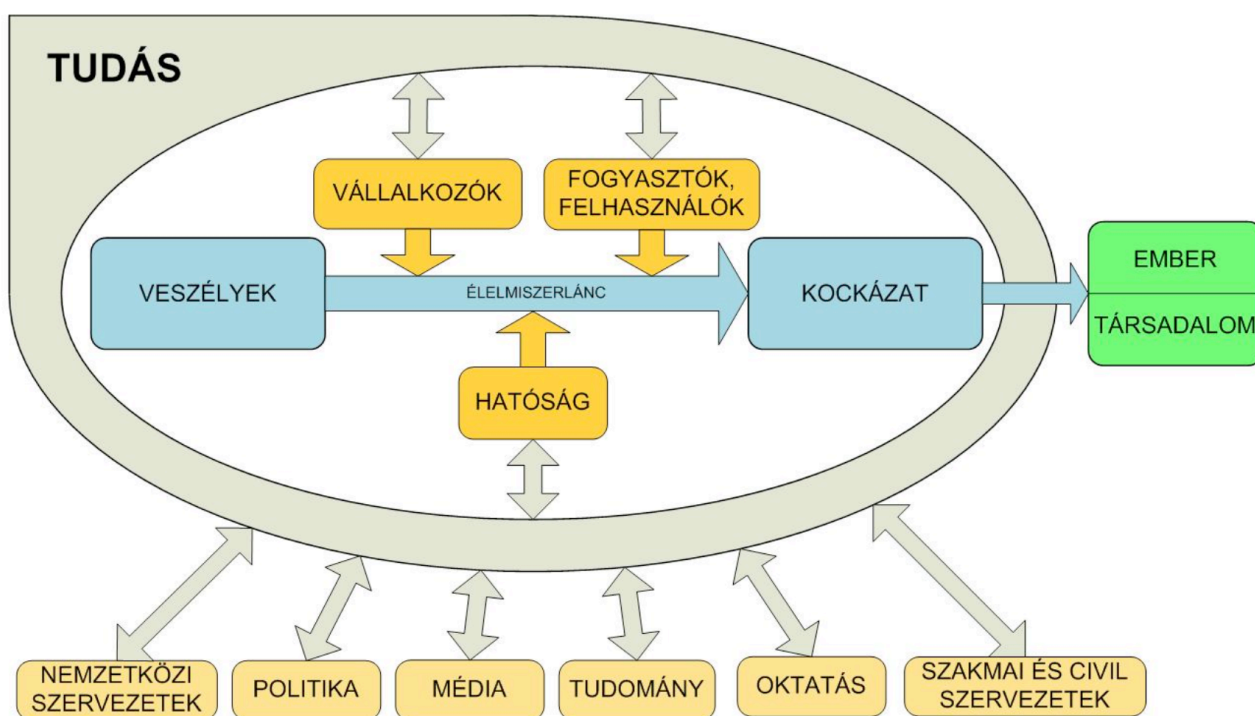 TUDÁS
VÁLLALKOZÓK
FOGYASZTÓK,
FELHASZNÁLÓK
VESZÉLYEK
ÉLELMISZERLÁNC
KOCKÁZAT
EMBER
TÁRSADALOM
HATÓSÁG
NEMZETKÖZI
SZERVEZETEK
POLITIKA
MÉDIA
TUDOMÁNY
OKTATÁS
SZAKMAI ÉS CIVIL
SZERVEZETEK